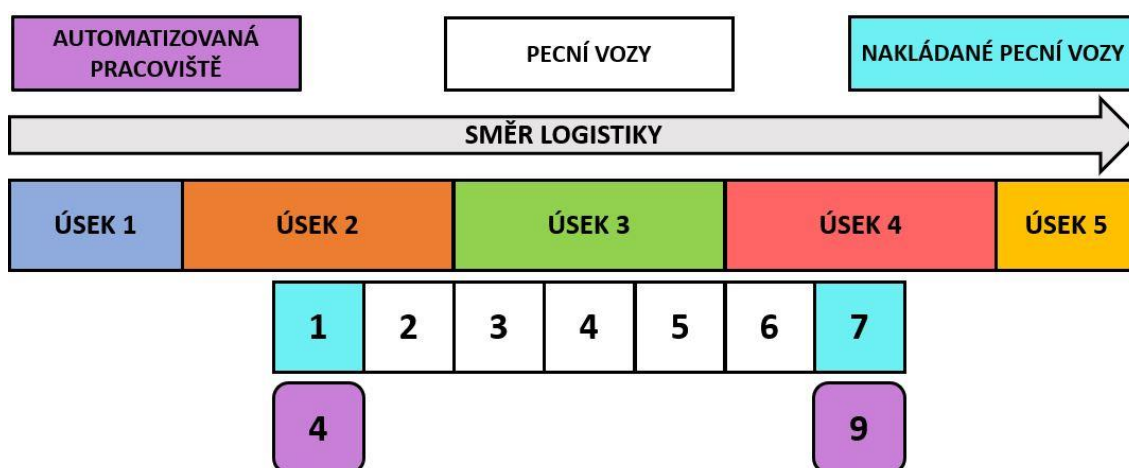 AUTOMATIZOVANÁ
PRACOVIŠTĚ
PECNÍ VOZY
NAKLÁDANÉ PECNÍ VOZY
SMĚR LOGISTIKY
ÚSEK 1
ÚSEK 2
ÚSEK 3
ÚSEK 4
ÚSEK 5
1
2
3
4
5
6
7
4
9